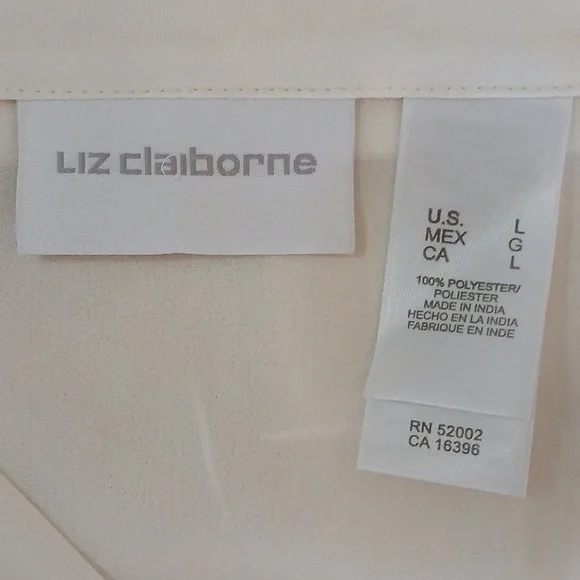 LIZ claiborne
U.S. L
MEX G
CA L
100% POLYESTER/
POLIESTER
MADE IN INDIA
HECHO EN LA INDIA
FABRIQUE EN INDE
RN 52002
CA 16396